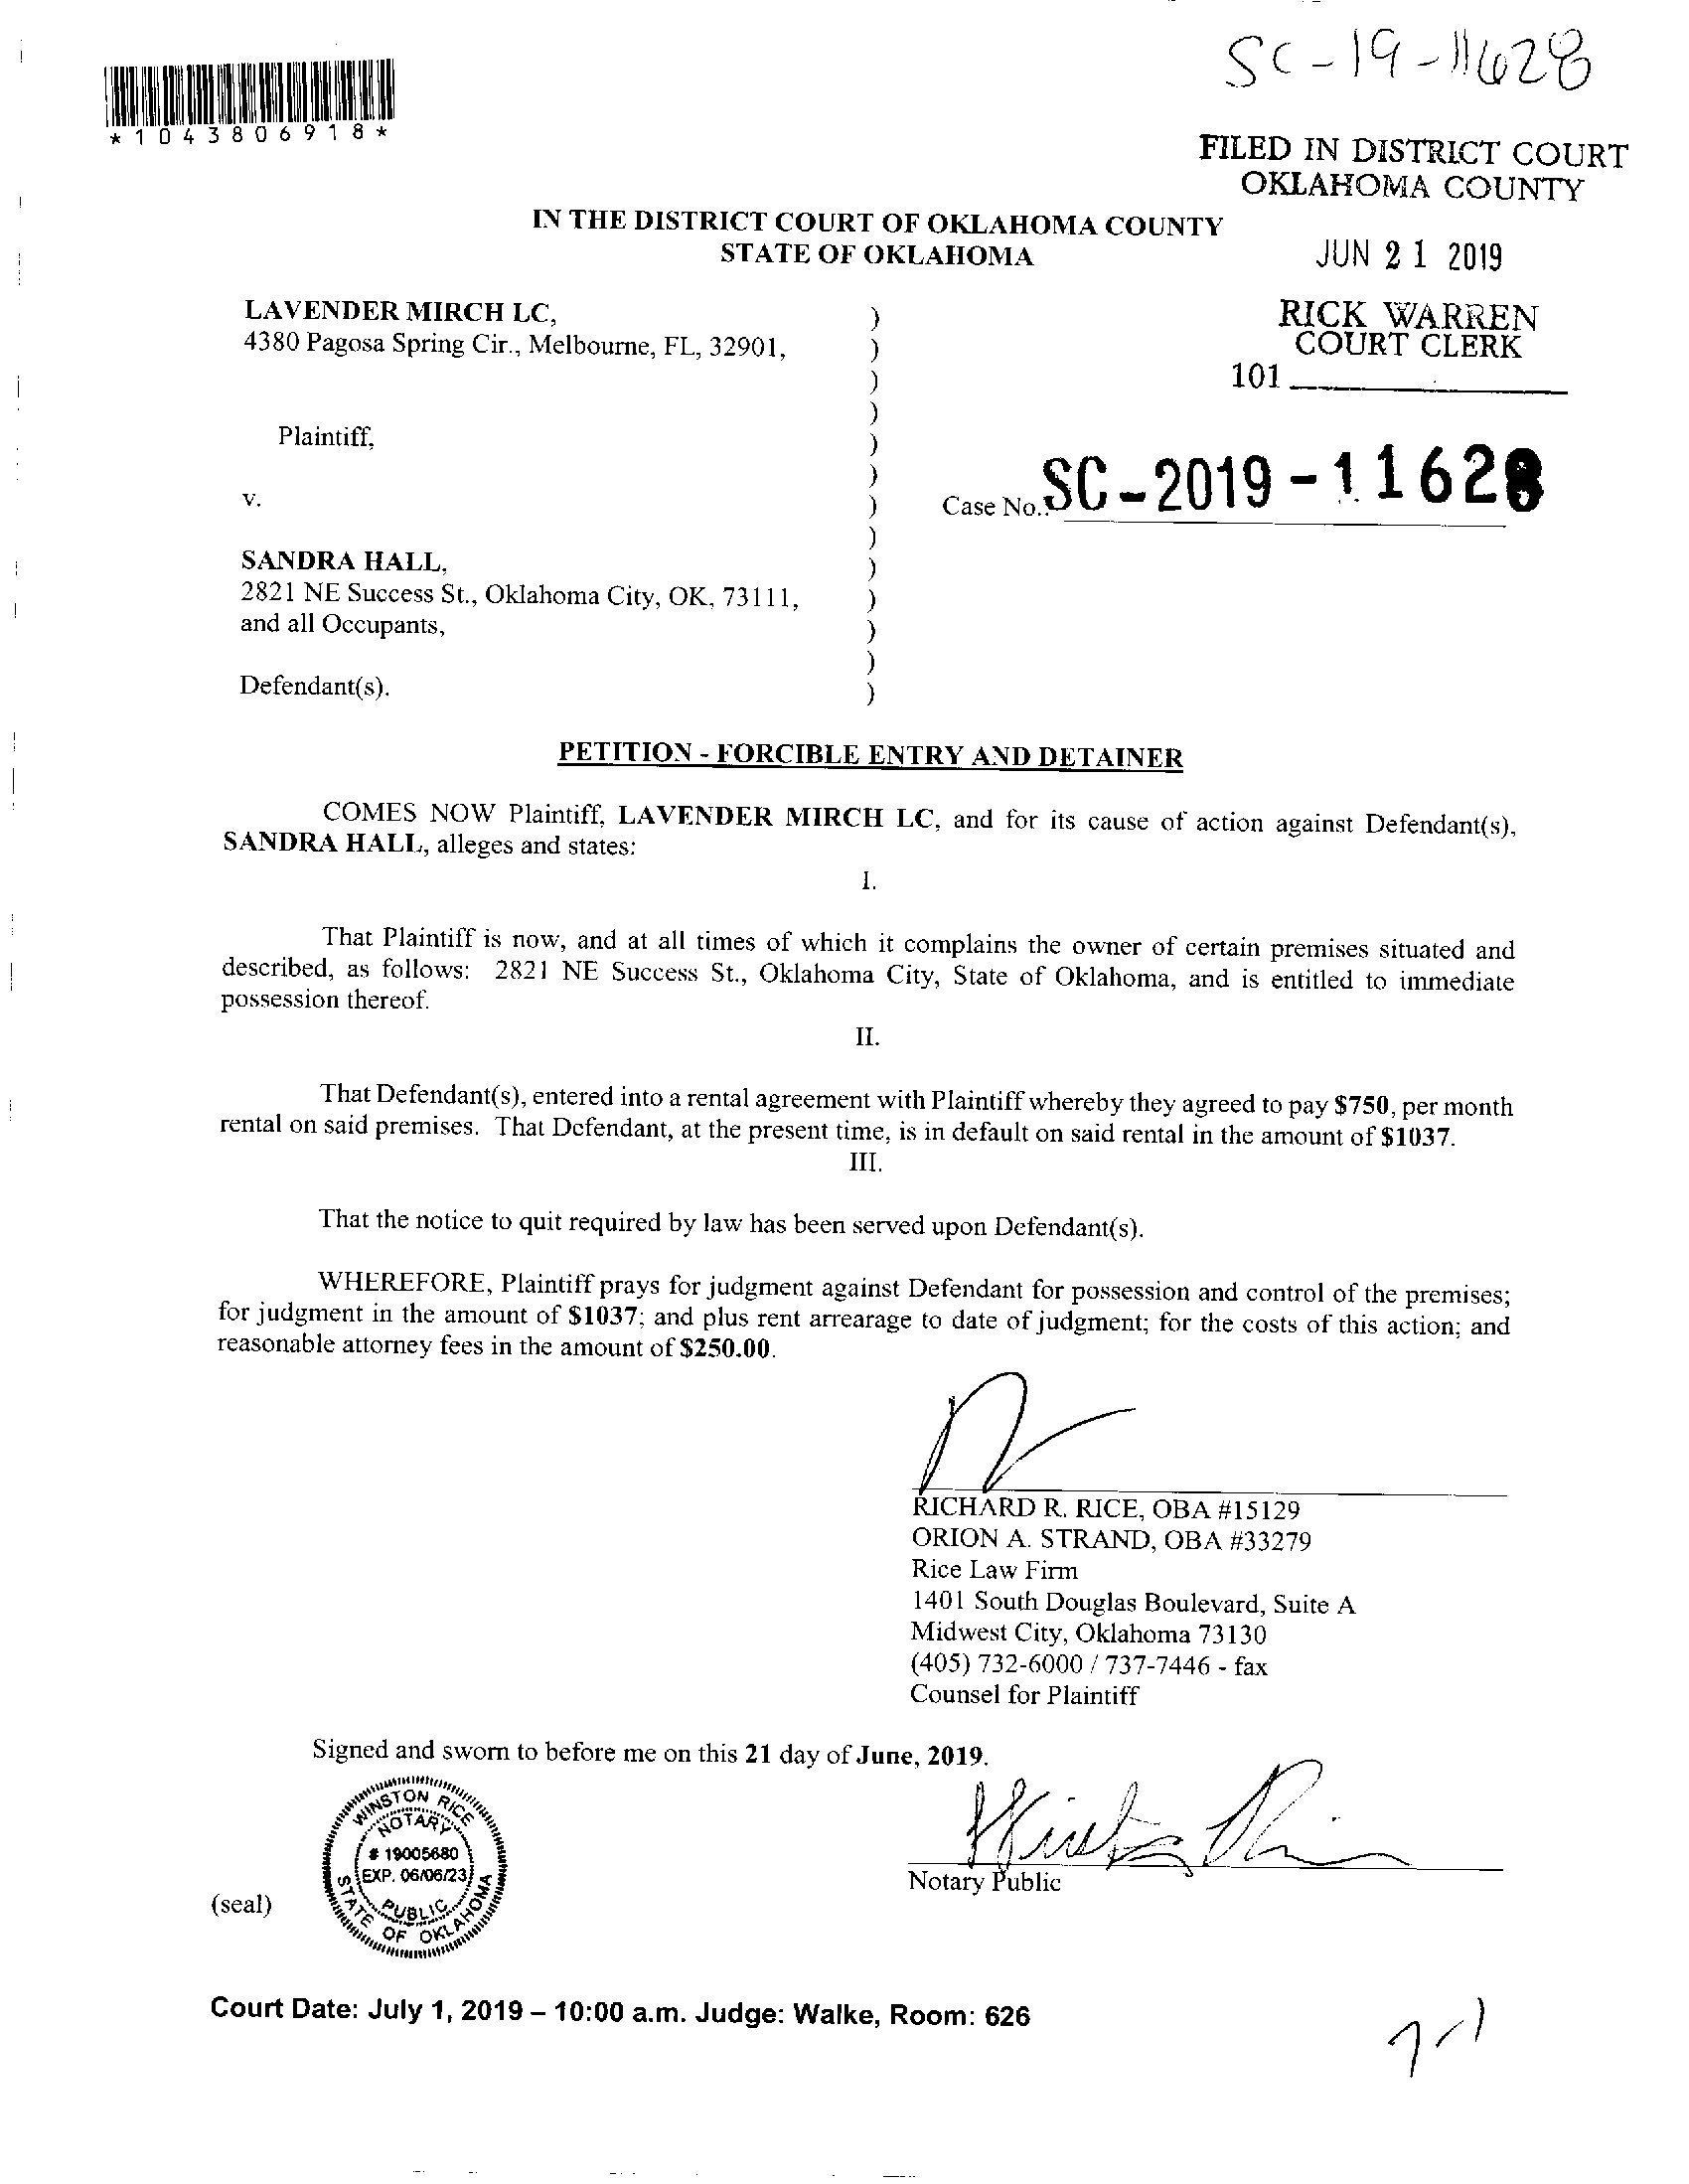 SC-19-11628
*1043806918*
FILED IN DISTRICT COURT
OKLAHOMA COUNTY
IN THE DISTRICT COURT OF OKLAHOMA COUNTY
STATE OF OKLAHOMA
JUN 21 2019
LAVENDER MIRCH LC,
4380 Pagosa Spring Cir., Melbourne, FL, 32901,
RICK WARREN
COURT CLERK
101
Plaintiff,
v.
Case No.: SC-2019-11628
SANDRA HALL,
2821 NE Success St., Oklahoma City, OK, 73111,
and all Occupants,
Defendant(s).
)
)
)
)
)
)
)
)
)
)
)
)
)
PETITION - FORCIBLE ENTRY AND DETAINER
COMES NOW Plaintiff, LAVENDER MIRCH LC, and for its cause of action against Defendant(s),
SANDRA HALL, alleges and states:
I.
That Plaintiff is now, and at all times of which it complains the owner of certain premises situated and
described, as follows: 2821 NE Success St., Oklahoma City, State of Oklahoma, and is entitled to immediate
possession thereof.
II.
That Defendant(s), entered into a rental agreement with Plaintiff whereby they agreed to pay $750, per month
rental on said premises. That Defendant, at the present time, is in default on said rental in the amount of $1037.
III.
That the notice to quit required by law has been served upon Defendant(s).
WHEREFORE, Plaintiff prays for judgment against Defendant for possession and control of the premises;
for judgment in the amount of $1037; and plus rent arrearage to date of judgment; for the costs of this action; and
reasonable attorney fees in the amount of $250.00.
RICHARD R. RICE, OBA #15129
ORION A. STRAND, OBA #33279
Rice Law Firm
1401 South Douglas Boulevard, Suite A
Midwest City, Oklahoma 73130
(405) 732-6000 / 737-7446 - fax
Counsel for Plaintiff
Signed and sworn to before me on this 21 day of June, 2019.
WINSTON RICE
NOTARY
# 19005680
EXP. 06/06/23
PUBLIC
STATE OF OKLAHOMA
Notary Public
(seal)
Court Date: July 1, 2019 – 10:00 a.m. Judge: Walke, Room: 626
7-1